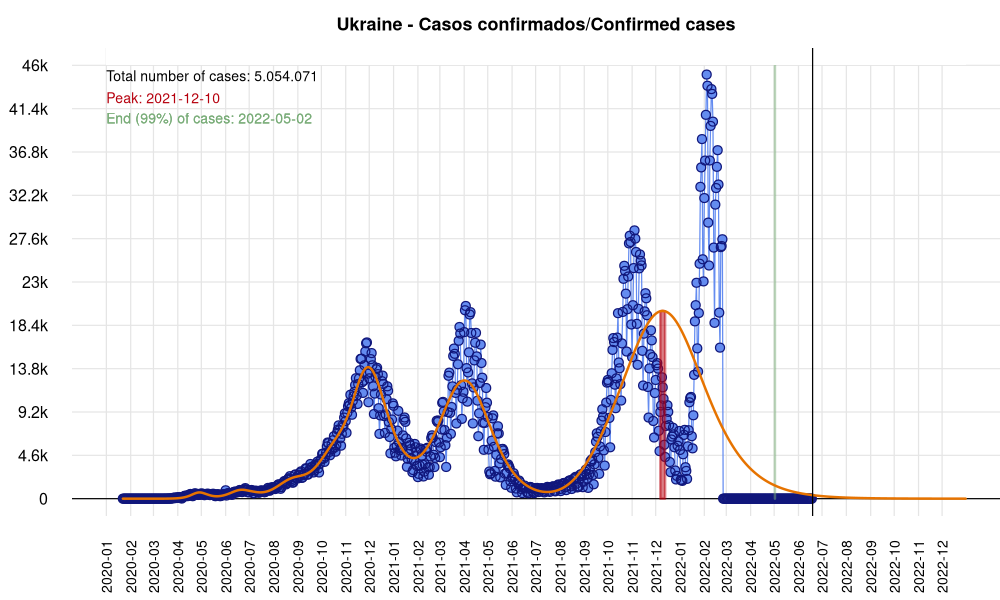 Ukraine - Casos confirmados/Confirmed cases
Total number of cases: 5.054.071
Peak: 2021-12-10
End (99%) of cases: 2022-05-02
46k
41.4k
36.8k
32.2k
27.6k
23k
18.4k
13.8k
9.2k
4.6k
0
2020-01
2020-02
2020-03
2020-04
2020-05
2020-06
2020-07
2020-08
2020-09
2020-10
2020-11
2020-12
2021-01
2021-02
2021-03
2021-04
2021-05
2021-06
2021-07
2021-08
2021-09
2021-10
2021-11
2021-12
2022-01
2022-02
2022-03
2022-04
2022-05
2022-06
2022-07
2022-08
2022-09
2022-10
2022-11
2022-12